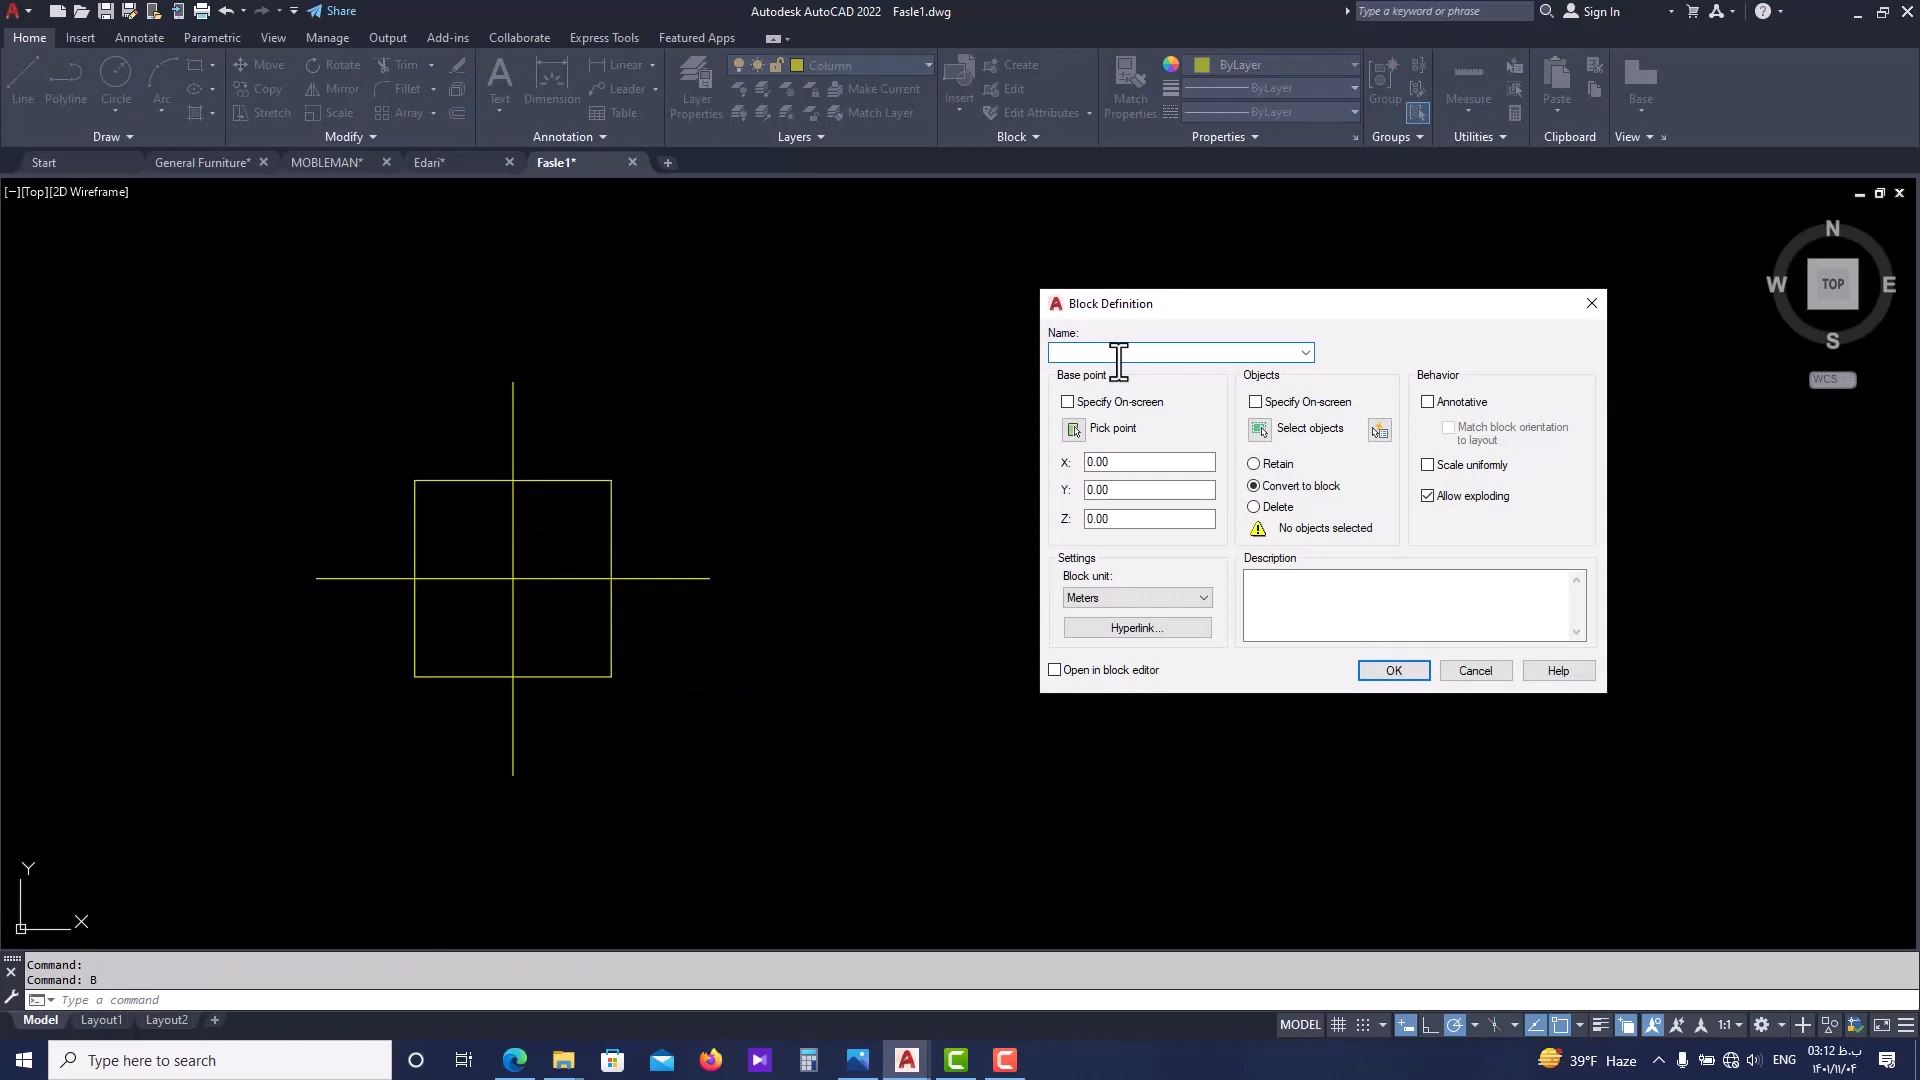 Share
Autodesk AutoCAD 2022 Fasle1.dwg
Type a keyword or phrase
Sign In
Home Insert Annotate Parametric View Manage Output Add-ins Collaborate Express Tools Featured Apps
Line
Polyline
Circle
Arc
Draw
Move
Rotate
Trim
Copy
Mirror
Fillet
Stretch
Scale
Array
Modify
Text
Dimension
Linear
Leader
Table
Annotation
Layer
Properties
Column
Make Current
Match Layer
Layers
Insert
Create
Edit
Edit Attributes
Block
Match
Properties
ByLayer
ByLayer
ByLayer
Properties
Group
Groups
Measure
Utilities
Paste
Clipboard
Base
View
Start
General Furniture*
MOBLEMAN*
Edari*
Fasle1*
[−][Top][2D Wireframe]
N
W
TOP
E
S
WCS
Block Definition
Name:
Base point
Specify On-screen
Pick point
X: 0.00
Y: 0.00
Z: 0.00
Objects
Specify On-screen
Select objects
Retain
Convert to block
Delete
No objects selected
Behavior
Annotative
Match block orientation
to layout
Scale uniformly
Allow exploding
Settings
Block unit:
Meters
Hyperlink...
Description
Open in block editor
OK
Cancel
Help
Y
X
Command:
Command: B
Type a command
Model Layout1 Layout2
MODEL
1:1
Type here to search
39°F Haze
ENG
03:12 ب.ظ
۱۴۰۱/۱۱/۰۴